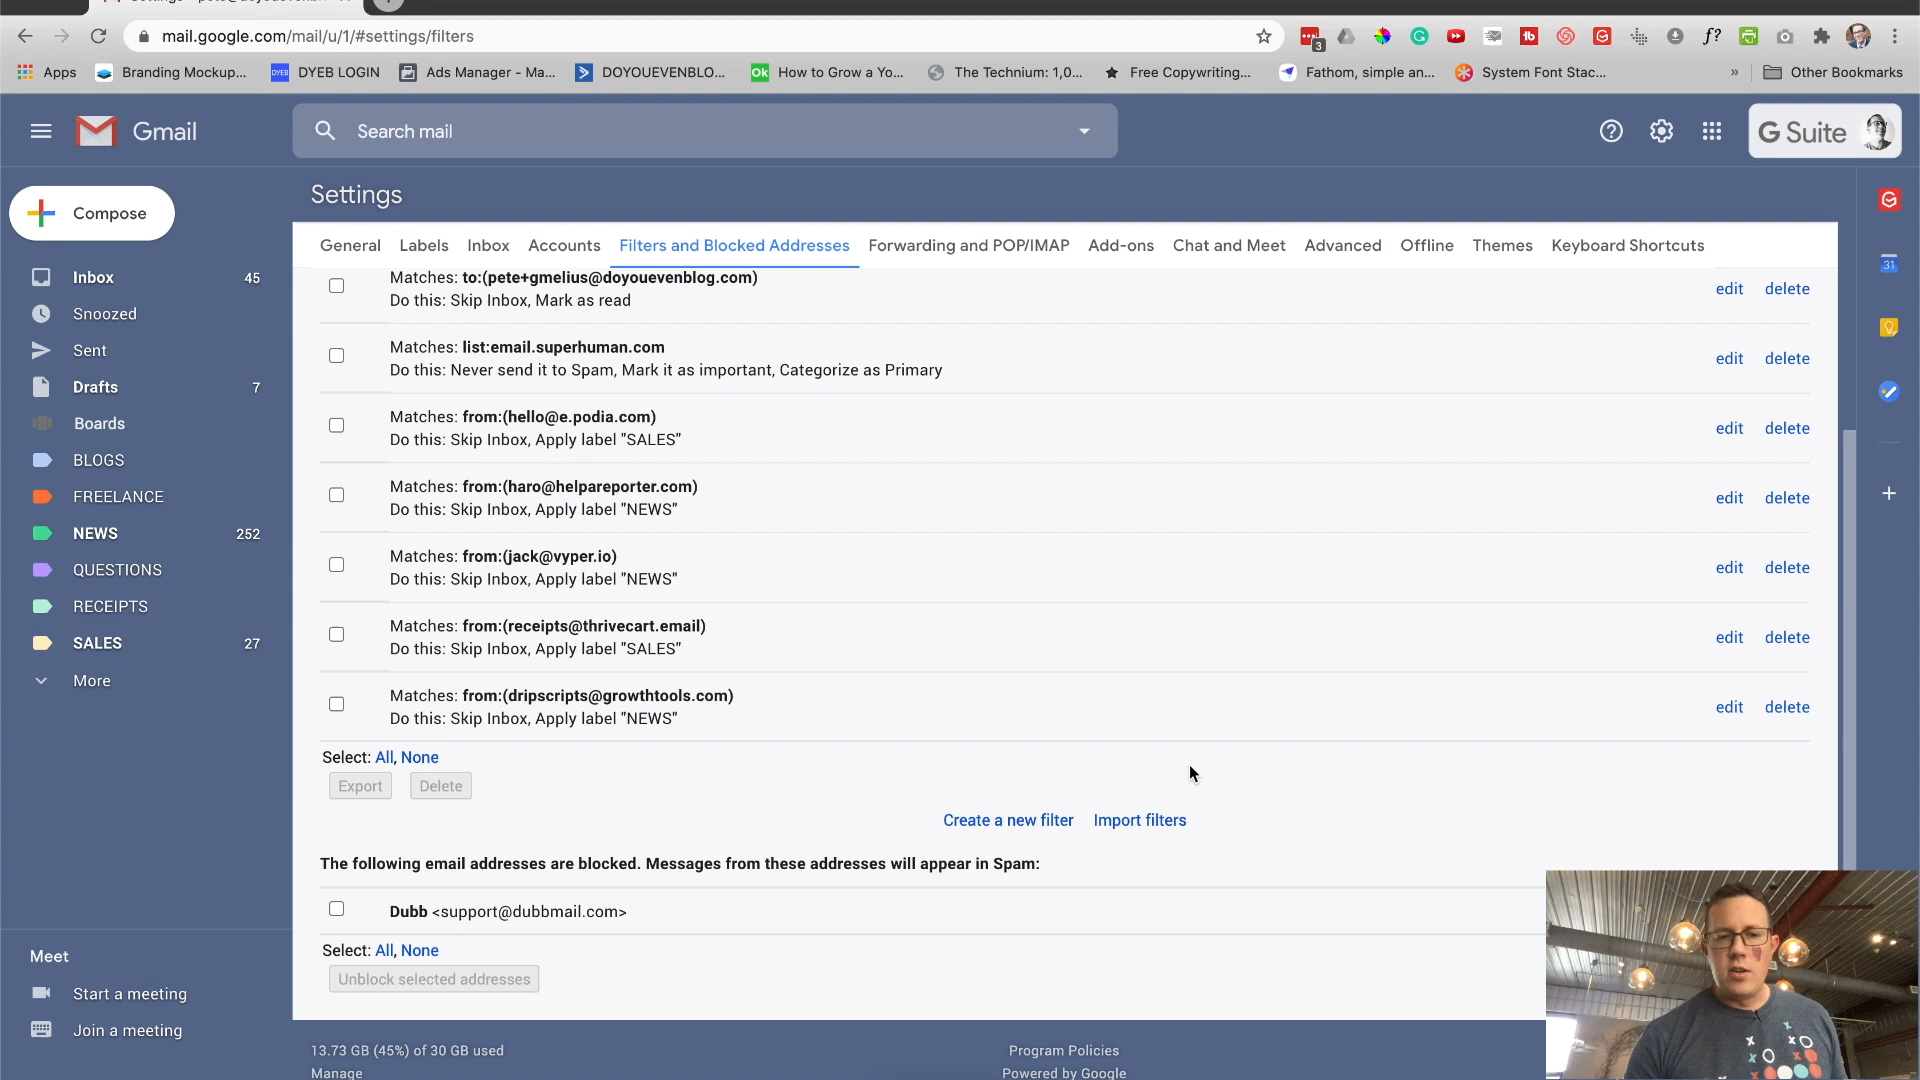 mail.google.com/mail/u/1/#settings/filters
3
Apps
Branding Mockup...
DYEB
DYEB LOGIN
Ads Manager - Ma...
DOYOUEVENBLO...
Ok
How to Grow a Yo...
The Technium: 1,0...
Free Copywriting...
Fathom, simple an...
System Font Stac...
»
Other Bookmarks
Gmail
Search mail
G Suite
Compose
Settings
General
Labels
Inbox
Accounts
Filters and Blocked Addresses
Forwarding and POP/IMAP
Add-ons
Chat and Meet
Advanced
Offline
Themes
Keyboard Shortcuts
Inbox 45
Snoozed
Sent
Drafts 7
Boards
BLOGS
FREELANCE
NEWS 252
QUESTIONS
RECEIPTS
SALES 27
More
Matches: to:(pete+gmelius@doyouevenblog.com)
Do this: Skip Inbox, Mark as read
edit delete
Matches: list:email.superhuman.com
Do this: Never send it to Spam, Mark it as important, Categorize as Primary
edit delete
Matches: from:(hello@e.podia.com)
Do this: Skip Inbox, Apply label "SALES"
edit delete
Matches: from:(haro@helpareporter.com)
Do this: Skip Inbox, Apply label "NEWS"
edit delete
Matches: from:(jack@vyper.io)
Do this: Skip Inbox, Apply label "NEWS"
edit delete
Matches: from:(receipts@thrivecart.email)
Do this: Skip Inbox, Apply label "SALES"
edit delete
Matches: from:(dripscripts@growthtools.com)
Do this: Skip Inbox, Apply label "NEWS"
edit delete
Select: All, None
Export Delete
Create a new filter Import filters
The following email addresses are blocked. Messages from these addresses will appear in Spam:
Dubb <support@dubbmail.com>
Select: All, None
Unblock selected addresses
Meet
Start a meeting
Join a meeting
13.73 GB (45%) of 30 GB used
Manage
Program Policies
Powered by Google
31